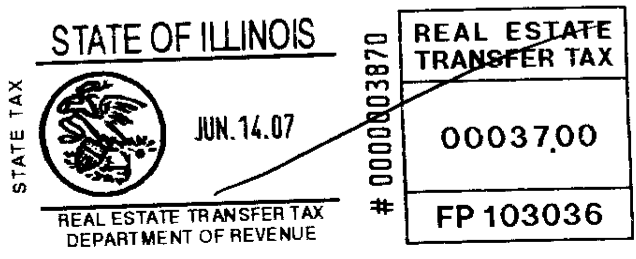 STATE OF ILLINOIS
STATE TAX
JUN.14.07
REAL ESTATE TRANSFER TAX
DEPARTMENT OF REVENUE
# 0000003870
REAL ESTATE
TRANSFER TAX
00037.00
FP 103036